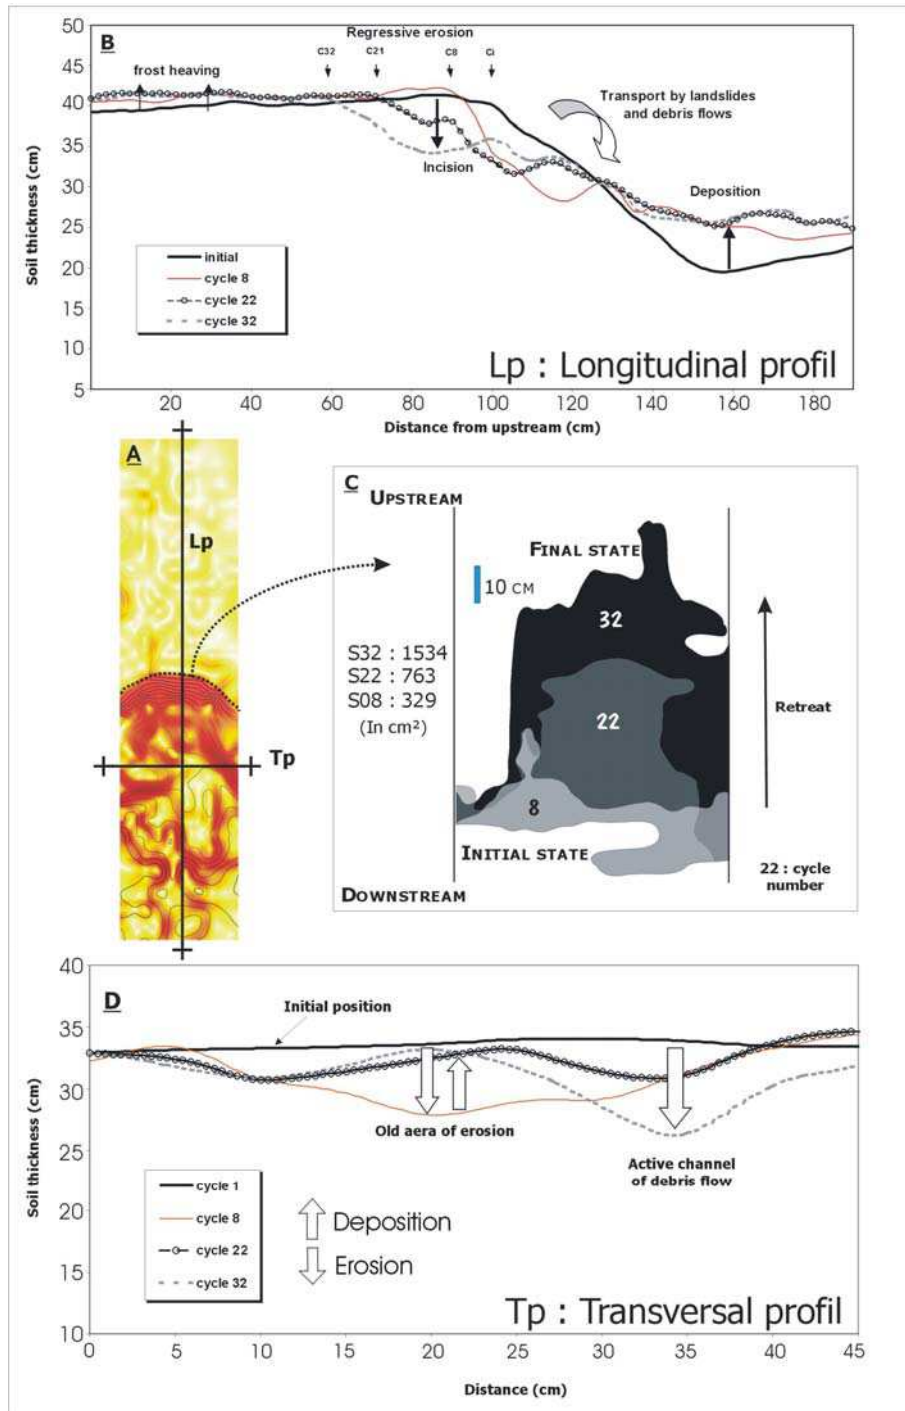 B
Regressive erosion
C32 C21 C8 Ci
frost heaving
Transport by landslides
and debris flows
Incision
Deposition
initial
cycle 8
cycle 22
cycle 32
Lp : Longitudinal profil
Soil thickness (cm)
50
45
40
35
30
25
20
15
10
5
20 40 60 80 100 120 140 160 180
Distance from upstream (cm)
A
Lp
Tp
C
UPSTREAM
FINAL STATE
10 CM
32
S32 : 1534
S22 : 763
S08 : 329
(In cm²)
22
Retreat
8
INITIAL STATE
22 : cycle
number
DOWNSTREAM
D
Initial position
Old aera of erosion
Active channel
of debris flow
cycle 1
cycle 8
cycle 22
cycle 32
Deposition
Erosion
Tp : Transversal profil
Soil thickness (cm)
40
35
30
25
20
15
10
0 5 10 15 20 25 30 35 40 45
Distance (cm)